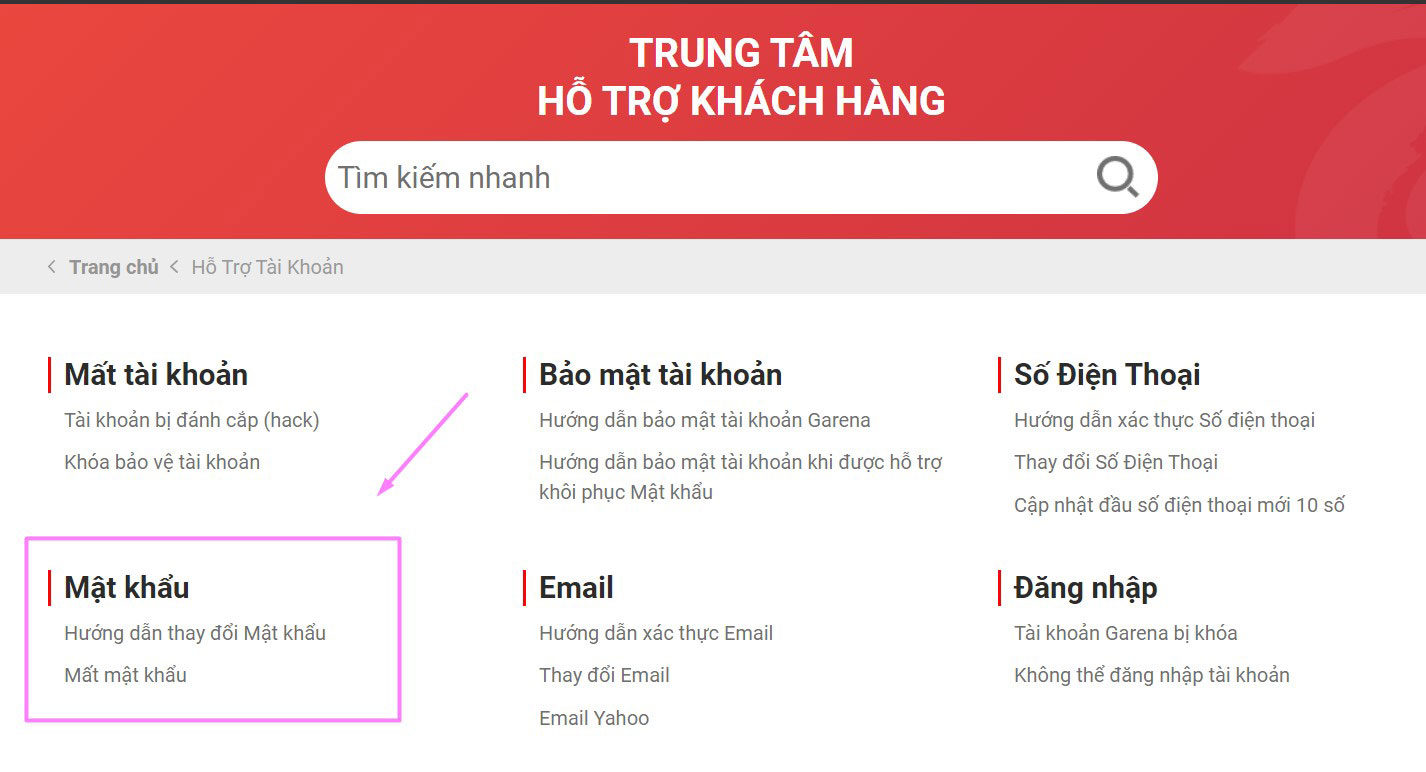 TRUNG TÂM
HỖ TRỢ KHÁCH HÀNG
Tìm kiếm nhanh
Trang chủ
Hỗ Trợ Tài Khoản
Mất tài khoản
Tài khoản bị đánh cắp (hack)
Khóa bảo vệ tài khoản
Bảo mật tài khoản
Hướng dẫn bảo mật tài khoản Garena
Hướng dẫn bảo mật tài khoản khi được hỗ trợ
khôi phục Mật khẩu
Số Điện Thoại
Hướng dẫn xác thực Số điện thoại
Thay đổi Số Điện Thoại
Cập nhật đầu số điện thoại mới 10 số
Mật khẩu
Hướng dẫn thay đổi Mật khẩu
Mất mật khẩu
Email
Hướng dẫn xác thực Email
Thay đổi Email
Email Yahoo
Đăng nhập
Tài khoản Garena bị khóa
Không thể đăng nhập tài khoản